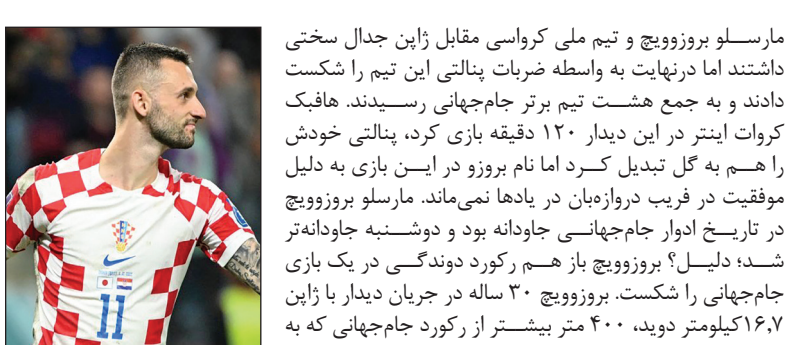 مارسلو بروزوویچ و تیم ملی کرواسی مقابل ژاپن جدال سختی
داشتند اما درنهایت به واسطه ضربات پنالتی این تیم را شکست
دادند و به جمع هشت تیم برتر جام‌جهانی رسیدند. هافبک
کروات اینتر در این دیدار ۱۲۰ دقیقه بازی کرد، پنالتی خودش
را هم به گل تبدیل کرد اما نام بروزو در این بازی به دلیل
موفقیت در فریب دروازه‌بان در یادها نمی‌ماند. مارسلو بروزوویچ
در تاریخ ادوار جام‌جهانی جاودانه بود و دوشنبه جاودانه‌تر
شد؛ دلیل؟ بروزوویچ باز هم رکورد دوندگی در یک بازی
جام‌جهانی را شکست. بروزوویچ ۳۰ ساله در جریان دیدار با ژاپن
۱۶,۷کیلومتر دوید، ۴۰۰ متر بیشتر از رکورد جام‌جهانی که به
11